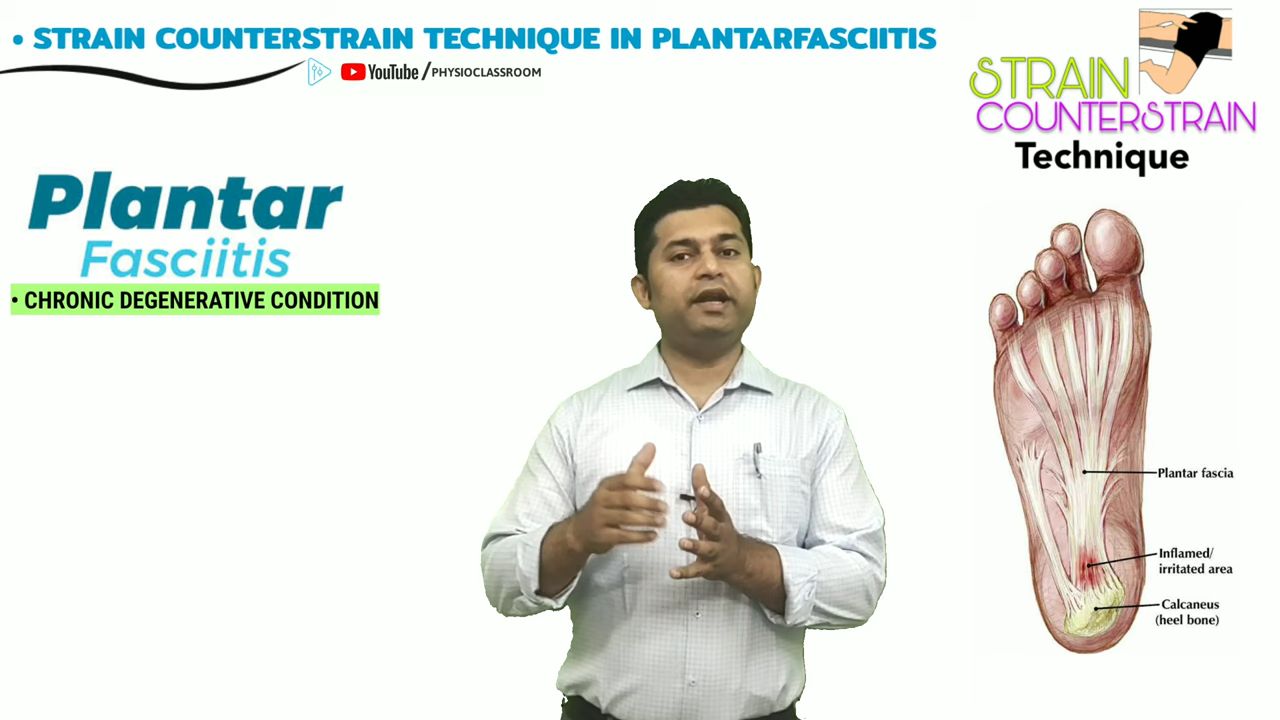 • STRAIN COUNTERSTRAIN TECHNIQUE IN PLANTARFASCIITIS
YouTube / PHYSIOCLASSROOM
STRAIN
COUNTERSTRAIN
Technique
Plantar
Fasciitis
• CHRONIC DEGENERATIVE CONDITION
Plantar fascia
Inflamed/
irritated area
Calcaneus
(heel bone)